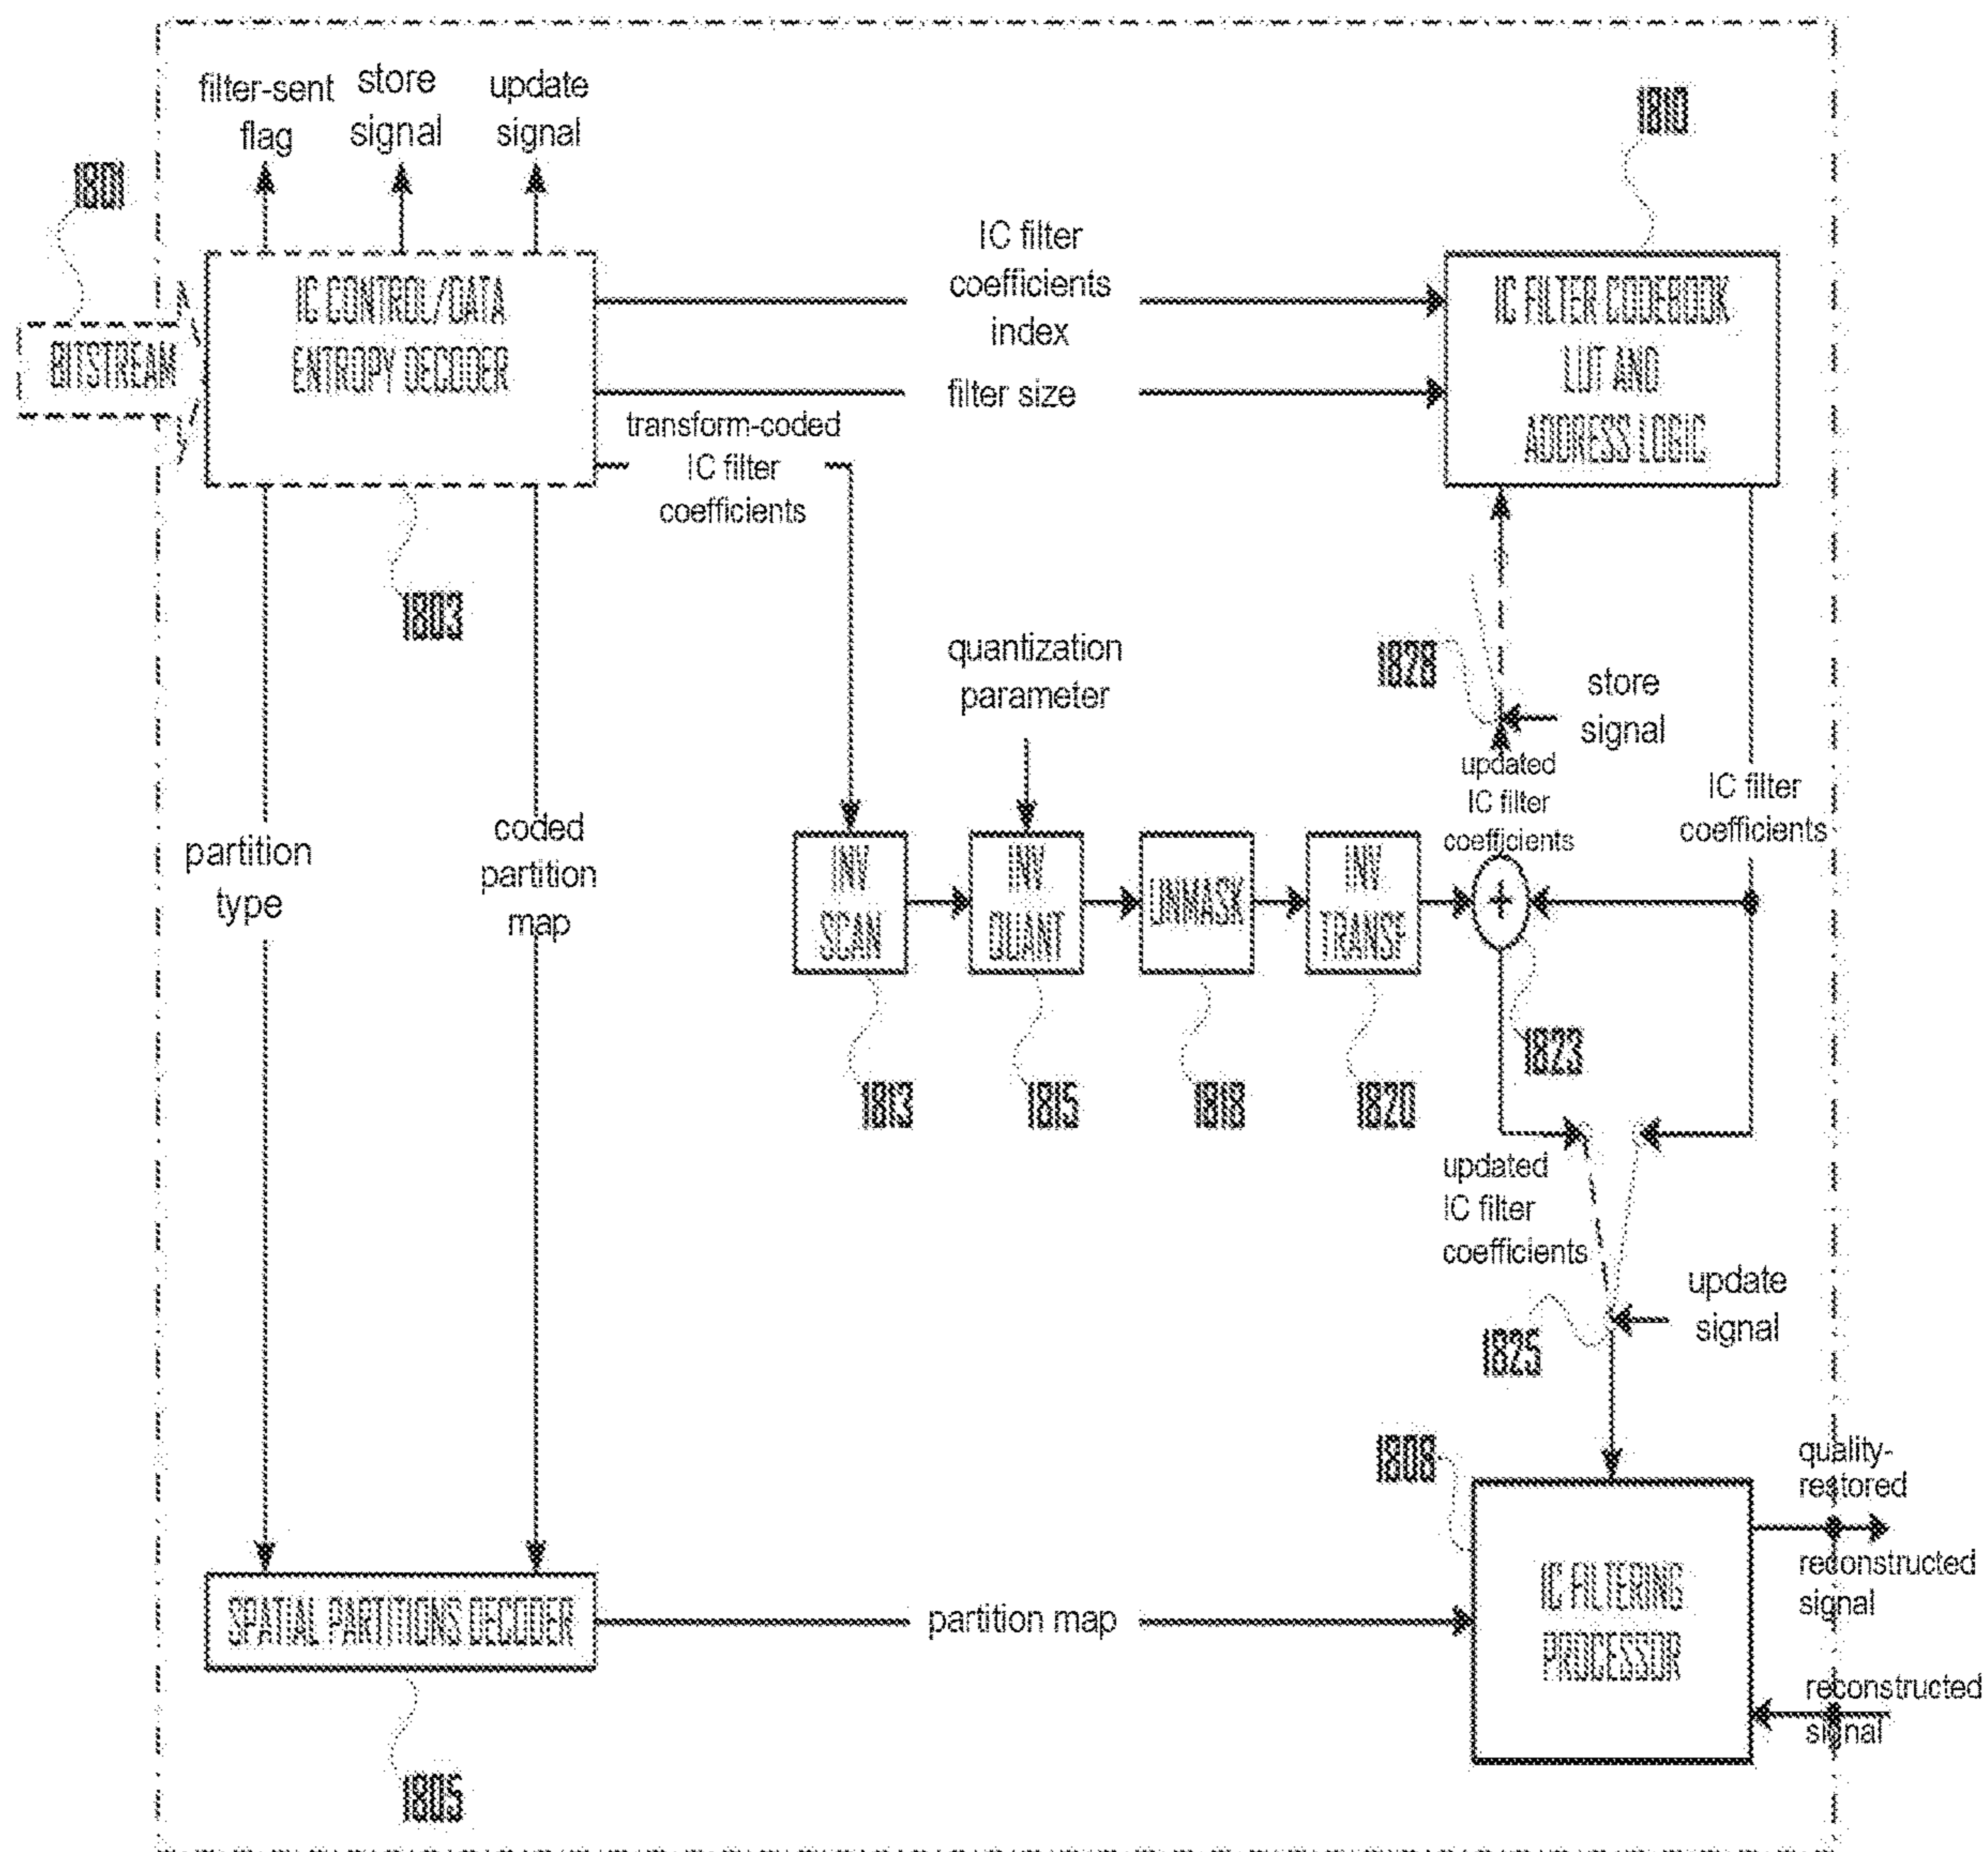 filter-sent
flag
store
signal
update
signal
1801
1810
BITSTREAM
IC CONTROL/DATA
ENTROPY DECODER
IC filter
coefficients
index
filter size
IC FILTER CODEBOOK
LUT AND
ADDRESS LOGIC
transform-coded
IC filter
coefficients
1803
quantization
parameter
1828
store
signal
updated
IC filter
coefficients
IC filter
coefficients
partition
type
coded
partition
map
INV
SCAN
INV
QUANT
UNMASK
INV
TRANSF
+
1823
1813
1815
1818
1820
updated
IC filter
coefficients
update
signal
1825
1808
quality-
restored
reconstructed
signal
SPATIAL PARTITIONS DECODER
partition map
IC FILTERING
PROCESSOR
reconstructed
signal
1805